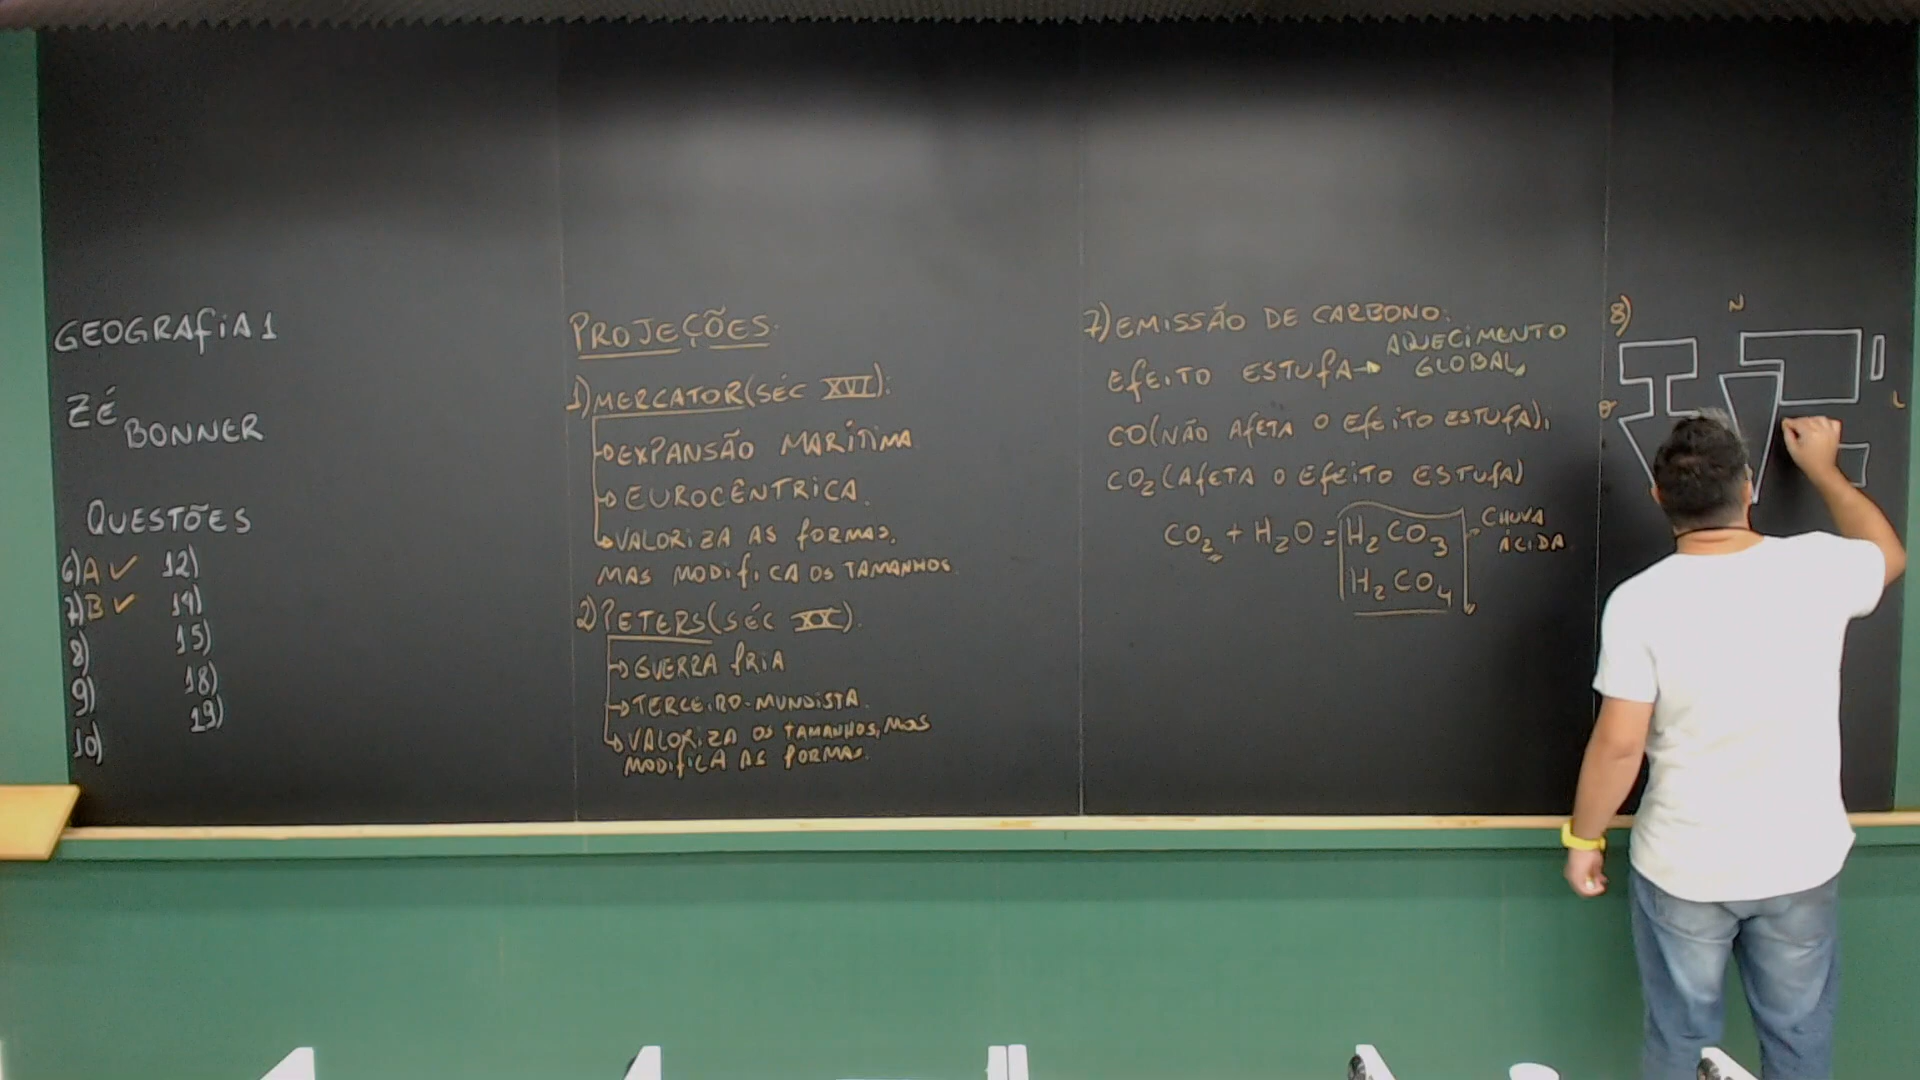 GEOGRAFIA 1
ZÉ
BONNER
QUESTÕES
6) A ✓ 12)
7) B ✓ 14)
8) 15)
9) 18)
10) 19)
PROJEÇÕES.
1) MERCATOR (SÉC XVI):
EXPANSÃO MARÍTIMA
EUROCÊNTRICA.
VALORIZA AS FORMAS,
MAS MODIFICA OS TAMANHOS
2) PETERS (SÉC XX).
GUERRA FRIA
TERCEIRO-MUNDISTA.
VALORIZA OS TAMANHOS, MAS
MODIFICA AS FORMAS.
7) EMISSÃO DE CARBONO.
EFEITO ESTUFA → AQUECIMENTO
GLOBAL
CO (NÃO AFETA O EFEITO ESTUFA);
CO₂ (AFETA O EFEITO ESTUFA)
CO₂ + H₂O = H₂CO₃
H₂CO₄
CHUVA
ÁCIDA
8)
N
O
L